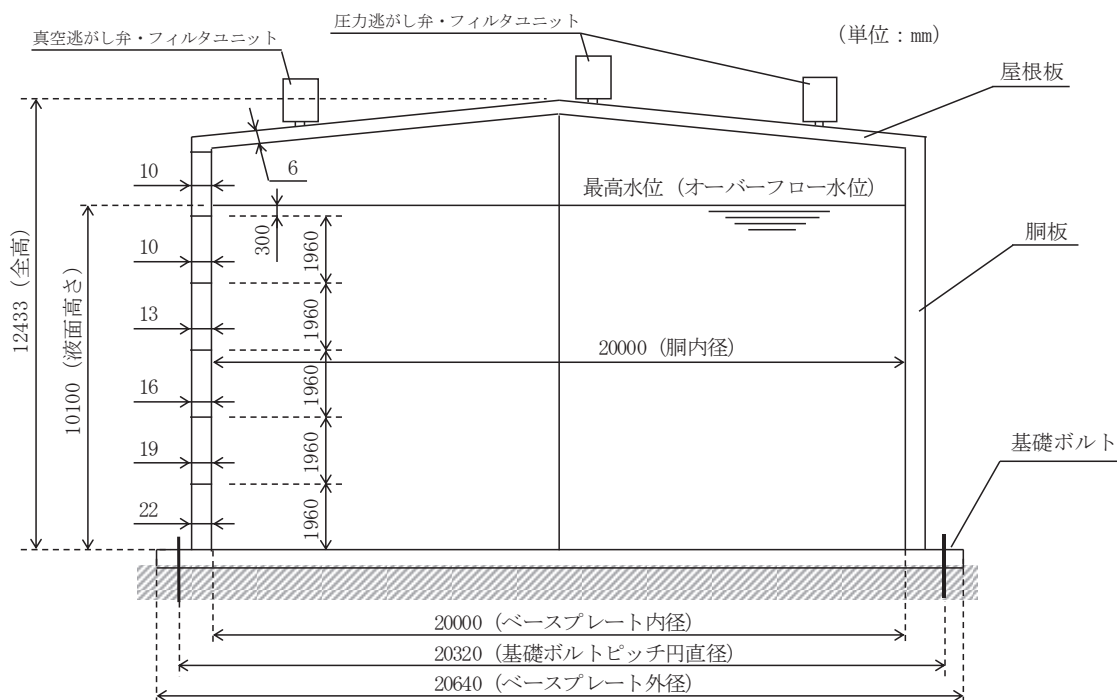 圧力逃がし弁・フィルタユニット
真空逃がし弁・フィルタユニット
(単位：mm)
屋根板
6
10
最高水位 (オーバーフロー水位)
300
10
1960
胴板
12433 (全高)
10100 (液面高さ)
13
1960
20000 (胴内径)
16
1960
19
1960
基礎ボルト
22
1960
20000 (ベースプレート内径)
20320 (基礎ボルトピッチ円直径)
20640 (ベースプレート外径)